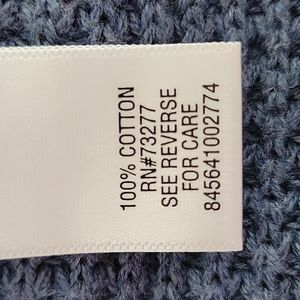 100% COTTON
RN#73277
SEE REVERSE
FOR CARE
845641002774